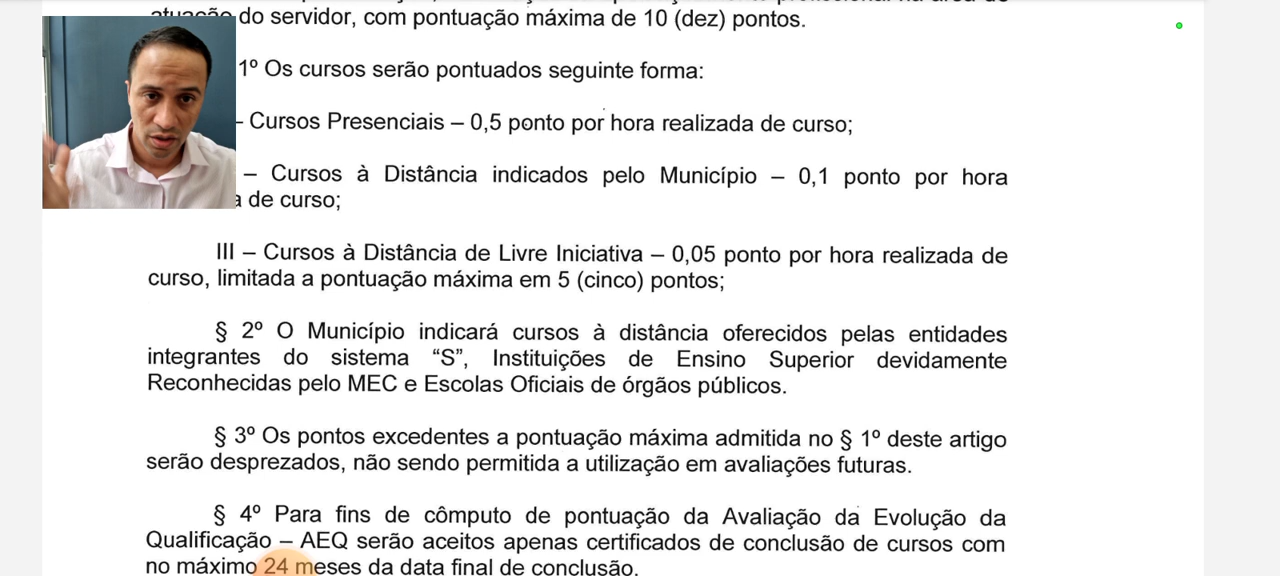 do servidor, com pontuação máxima de 10 (dez) pontos.
1º Os cursos serão pontuados seguinte forma:
– Cursos Presenciais – 0,5 ponto por hora realizada de curso;
– Cursos à Distância indicados pelo Município – 0,1 ponto por hora
de curso;
III – Cursos à Distância de Livre Iniciativa – 0,05 ponto por hora realizada de
curso, limitada a pontuação máxima em 5 (cinco) pontos;
§ 2º O Município indicará cursos à distância oferecidos pelas entidades
integrantes do sistema “S”, Instituições de Ensino Superior devidamente
Reconhecidas pelo MEC e Escolas Oficiais de órgãos públicos.
§ 3º Os pontos excedentes a pontuação máxima admitida no § 1º deste artigo
serão desprezados, não sendo permitida a utilização em avaliações futuras.
§ 4º Para fins de cômputo de pontuação da Avaliação da Evolução da
Qualificação – AEQ serão aceitos apenas certificados de conclusão de cursos com
no máximo 24 meses da data final de conclusão.